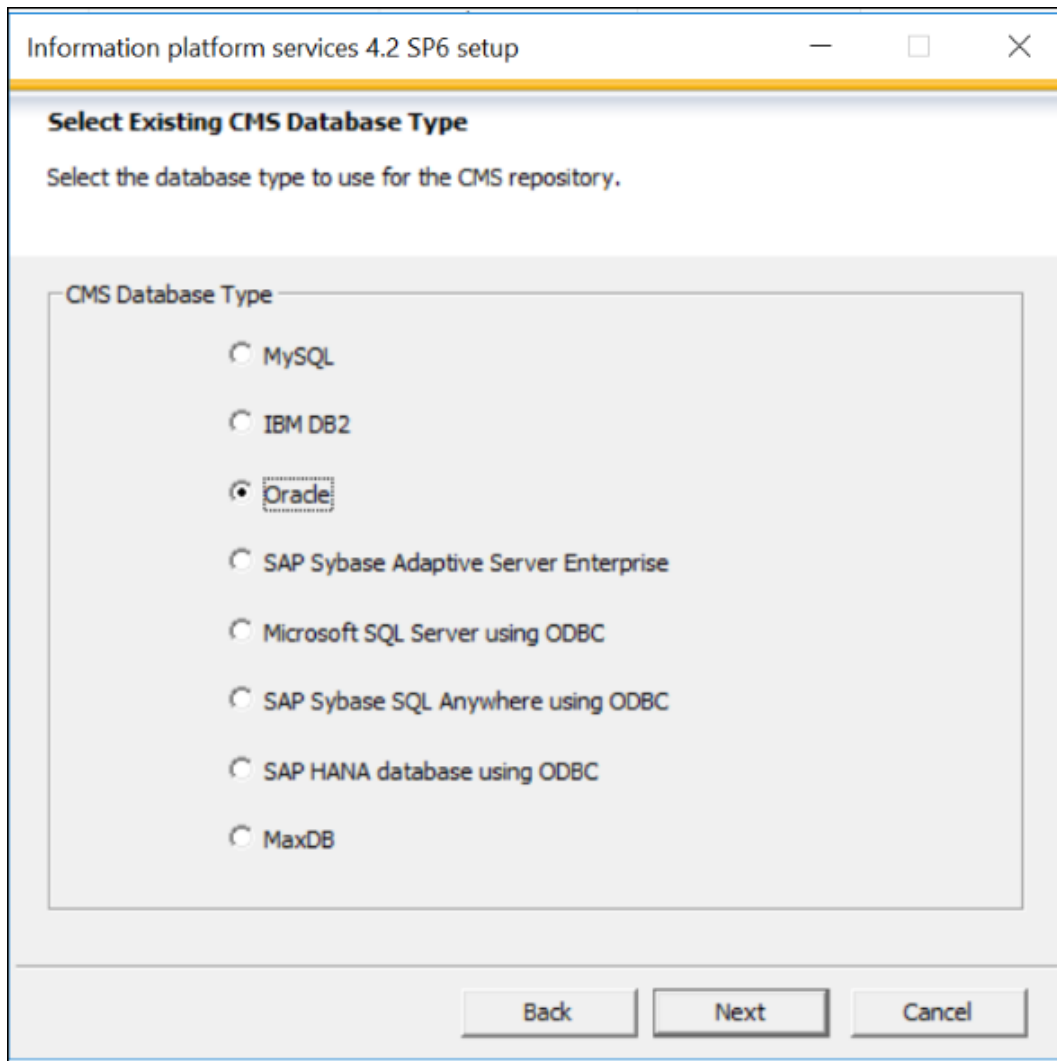 Information platform services 4.2 SP6 setup
Select Existing CMS Database Type
Select the database type to use for the CMS repository.
CMS Database Type
MySQL
IBM DB2
Oracle
SAP Sybase Adaptive Server Enterprise
Microsoft SQL Server using ODBC
SAP Sybase SQL Anywhere using ODBC
SAP HANA database using ODBC
MaxDB
Back Next Cancel